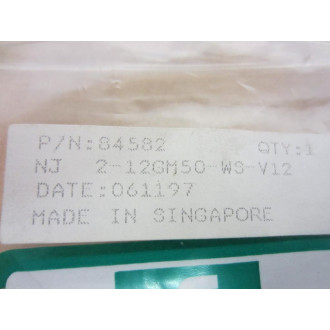 P/N:84582 QTY:1
NJ 2-12GM50-WS-V12
DATE:061197
MADE IN SINGAPORE